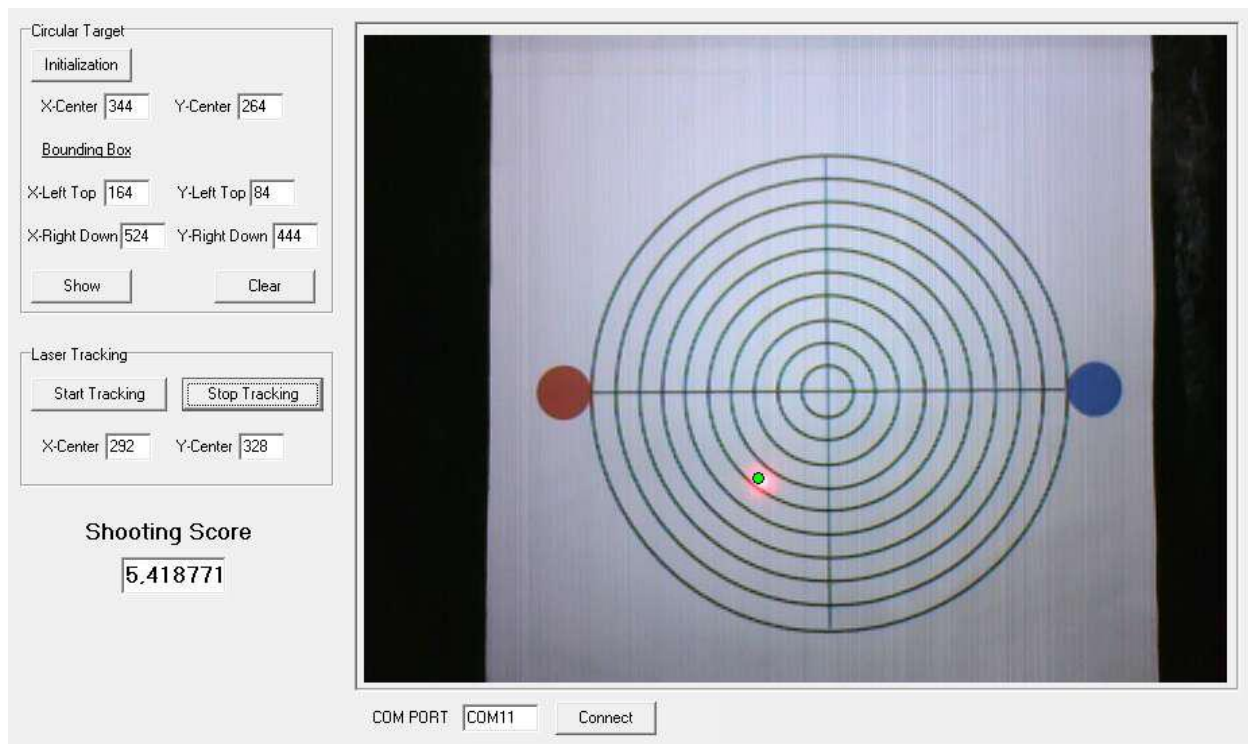 Circular Target
Initialization
X-Center 344 Y-Center 264
Bounding Box
X-Left Top 164 Y-Left Top 84
X-Right Down 524 Y-Right Down 444
Show Clear
Laser Tracking
Start Tracking Stop Tracking
X-Center 292 Y-Center 328
Shooting Score
5,418771
COM PORT COM11 Connect